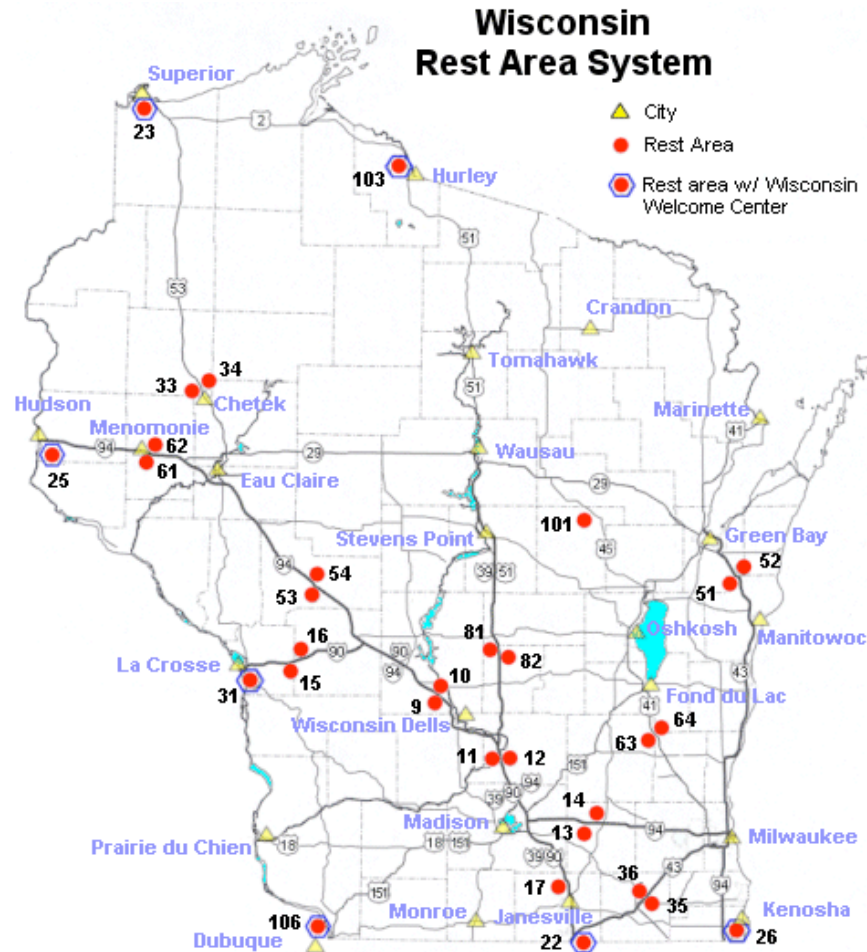 Wisconsin
Rest Area System
City
Rest Area
Rest area w/ Wisconsin
Welcome Center
Superior
23
2
103
Hurley
51
53
Crandon
Tomahawk
51
34
33
Chetek
Hudson
Menomonie
62
94
61
25
Eau Claire
29
Wausau
Marinette
41
29
101
45
Stevens Point
39
51
Green Bay
52
51
94
54
53
Oshkosh
Manitowoc
16
90
La Crosse
15
31
90
94
81
82
10
9
Wisconsin Dells
43
Fond du Lac
41
64
63
11
12
151
94
90
39
14
Madison
13
94
Milwaukee
Prairie du Chien
18
18
151
39
90
43
17
36
35
94
151
Monroe
Janesville
Kenosha
106
Dubuque
22
26